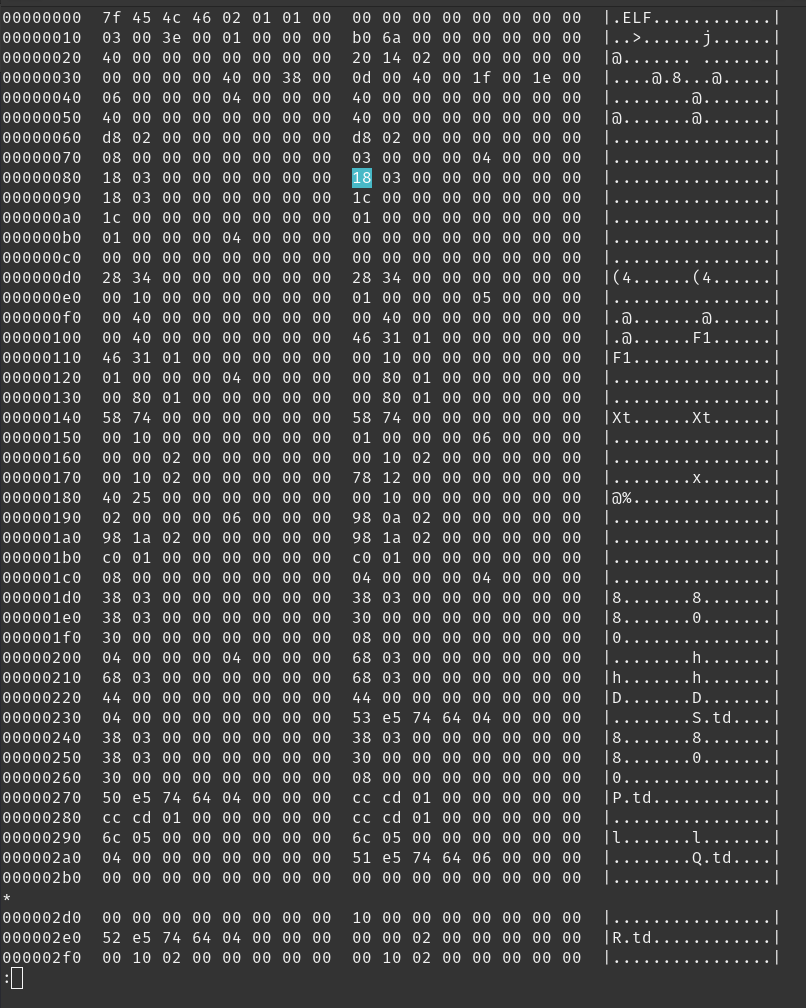 00000000  7f 45 4c 46 02 01 01 00  00 00 00 00 00 00 00 00  |.ELF............|
00000010  03 00 3e 00 01 00 00 00  b0 6a 00 00 00 00 00 00  |..>......j......|
00000020  40 00 00 00 00 00 00 00  20 14 02 00 00 00 00 00  |@....... .......|
00000030  00 00 00 00 40 00 38 00  0d 00 40 00 1f 00 1e 00  |....@.8...@.....|
00000040  06 00 00 00 04 00 00 00  40 00 00 00 00 00 00 00  |........@.......|
00000050  40 00 00 00 00 00 00 00  40 00 00 00 00 00 00 00  |@.......@.......|
00000060  d8 02 00 00 00 00 00 00  d8 02 00 00 00 00 00 00  |................|
00000070  08 00 00 00 00 00 00 00  03 00 00 00 04 00 00 00  |................|
00000080  18 03 00 00 00 00 00 00  18 03 00 00 00 00 00 00  |................|
00000090  18 03 00 00 00 00 00 00  1c 00 00 00 00 00 00 00  |................|
000000a0  1c 00 00 00 00 00 00 00  01 00 00 00 00 00 00 00  |................|
000000b0  01 00 00 00 04 00 00 00  00 00 00 00 00 00 00 00  |................|
000000c0  00 00 00 00 00 00 00 00  00 00 00 00 00 00 00 00  |................|
000000d0  28 34 00 00 00 00 00 00  28 34 00 00 00 00 00 00  |(4......(4......|
000000e0  00 10 00 00 00 00 00 00  01 00 00 00 05 00 00 00  |................|
000000f0  00 40 00 00 00 00 00 00  00 40 00 00 00 00 00 00  |.@.......@......|
00000100  00 40 00 00 00 00 00 00  46 31 01 00 00 00 00 00  |.@......F1......|
00000110  46 31 01 00 00 00 00 00  00 10 00 00 00 00 00 00  |F1..............|
00000120  01 00 00 00 04 00 00 00  00 80 01 00 00 00 00 00  |................|
00000130  00 80 01 00 00 00 00 00  00 80 01 00 00 00 00 00  |................|
00000140  58 74 00 00 00 00 00 00  58 74 00 00 00 00 00 00  |Xt......Xt......|
00000150  00 10 00 00 00 00 00 00  01 00 00 00 06 00 00 00  |................|
00000160  00 00 02 00 00 00 00 00  00 10 02 00 00 00 00 00  |................|
00000170  00 10 02 00 00 00 00 00  78 12 00 00 00 00 00 00  |........x.......|
00000180  40 25 00 00 00 00 00 00  00 10 00 00 00 00 00 00  |@%..............|
00000190  02 00 00 00 06 00 00 00  98 0a 02 00 00 00 00 00  |................|
000001a0  98 1a 02 00 00 00 00 00  98 1a 02 00 00 00 00 00  |................|
000001b0  c0 01 00 00 00 00 00 00  c0 01 00 00 00 00 00 00  |................|
000001c0  08 00 00 00 00 00 00 00  04 00 00 00 04 00 00 00  |................|
000001d0  38 03 00 00 00 00 00 00  38 03 00 00 00 00 00 00  |8.......8.......|
000001e0  38 03 00 00 00 00 00 00  30 00 00 00 00 00 00 00  |8.......0.......|
000001f0  30 00 00 00 00 00 00 00  08 00 00 00 00 00 00 00  |0...............|
00000200  04 00 00 00 04 00 00 00  68 03 00 00 00 00 00 00  |........h.......|
00000210  68 03 00 00 00 00 00 00  68 03 00 00 00 00 00 00  |h.......h.......|
00000220  44 00 00 00 00 00 00 00  44 00 00 00 00 00 00 00  |D.......D.......|
00000230  04 00 00 00 00 00 00 00  53 e5 74 64 04 00 00 00  |........S.td....|
00000240  38 03 00 00 00 00 00 00  38 03 00 00 00 00 00 00  |8.......8.......|
00000250  38 03 00 00 00 00 00 00  30 00 00 00 00 00 00 00  |8.......0.......|
00000260  30 00 00 00 00 00 00 00  08 00 00 00 00 00 00 00  |0...............|
00000270  50 e5 74 64 04 00 00 00  cc cd 01 00 00 00 00 00  |P.td............|
00000280  cc cd 01 00 00 00 00 00  cc cd 01 00 00 00 00 00  |................|
00000290  6c 05 00 00 00 00 00 00  6c 05 00 00 00 00 00 00  |l.......l.......|
000002a0  04 00 00 00 00 00 00 00  51 e5 74 64 06 00 00 00  |........Q.td....|
000002b0  00 00 00 00 00 00 00 00  00 00 00 00 00 00 00 00  |................|
*
000002d0  00 00 00 00 00 00 00 00  10 00 00 00 00 00 00 00  |................|
000002e0  52 e5 74 64 04 00 00 00  00 00 02 00 00 00 00 00  |R.td............|
000002f0  00 10 02 00 00 00 00 00  00 10 02 00 00 00 00 00  |................|
: